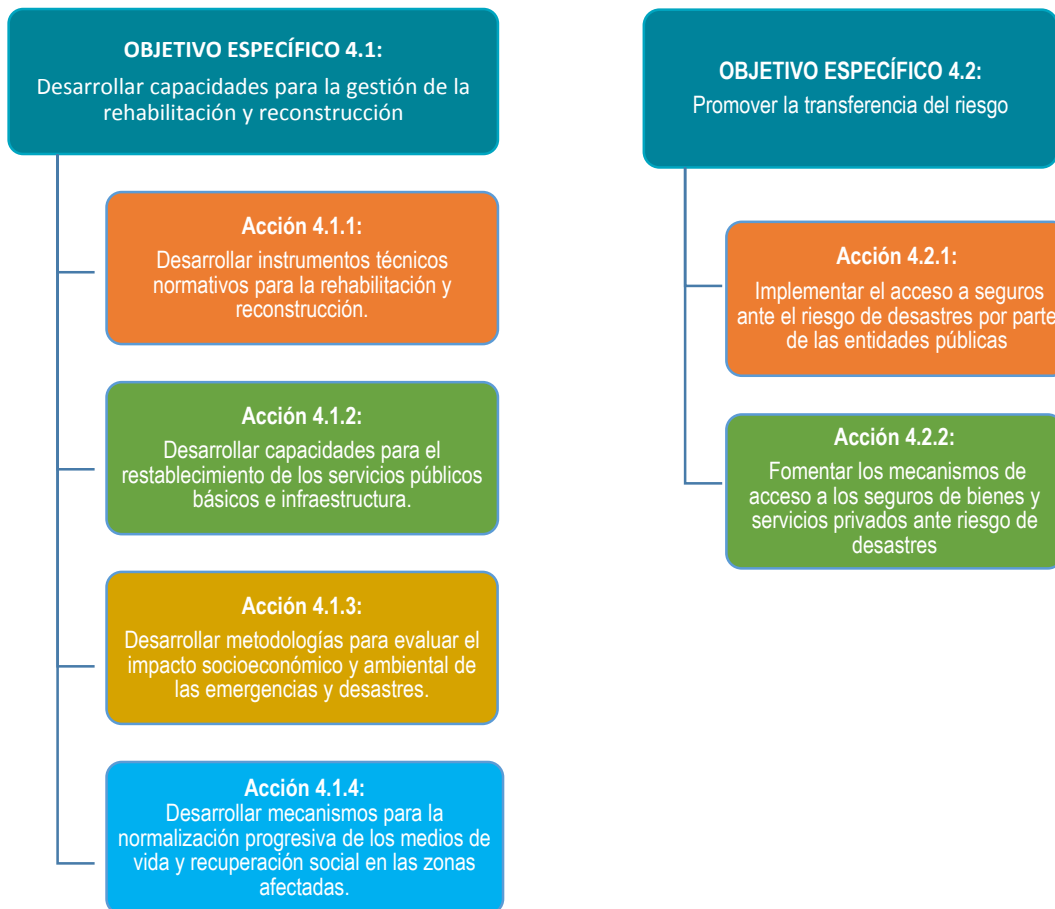 OBJETIVO ESPECÍFICO 4.1:
Desarrollar capacidades para la gestión de la
rehabilitación y reconstrucción
Acción 4.1.1:
Desarrollar instrumentos técnicos
normativos para la rehabilitación y
reconstrucción.
Acción 4.1.2:
Desarrollar capacidades para el
restablecimiento de los servicios públicos
básicos e infraestructura.
Acción 4.1.3:
Desarrollar metodologías para evaluar el
impacto socioeconómico y ambiental de
las emergencias y desastres.
Acción 4.1.4:
Desarrollar mecanismos para la
normalización progresiva de los medios de
vida y recuperación social en las zonas
afectadas.
OBJETIVO ESPECÍFICO 4.2:
Promover la transferencia del riesgo
Acción 4.2.1:
Implementar el acceso a seguros
ante el riesgo de desastres por parte
de las entidades públicas
Acción 4.2.2:
Fomentar los mecanismos de
acceso a los seguros de bienes y
servicios privados ante riesgo de
desastres